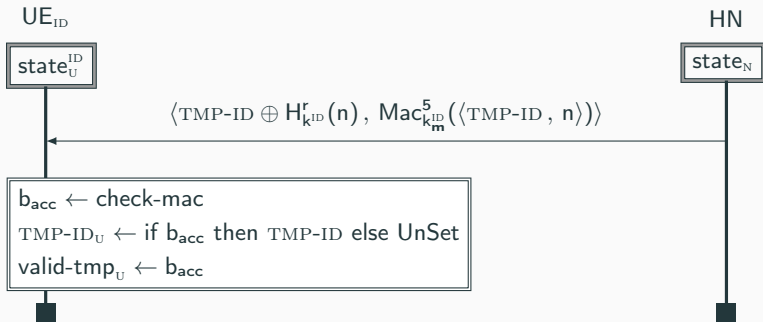 UE_ID HN
state_U^ID state_N
⟨TMP-ID ⊕ H^r_{k^ID}(n) , Mac^5_{k_m^ID}(⟨TMP-ID , n⟩)⟩
b_acc ← check-mac
TMP-ID_U ← if b_acc then TMP-ID else UnSet
valid-tmp_U ← b_acc